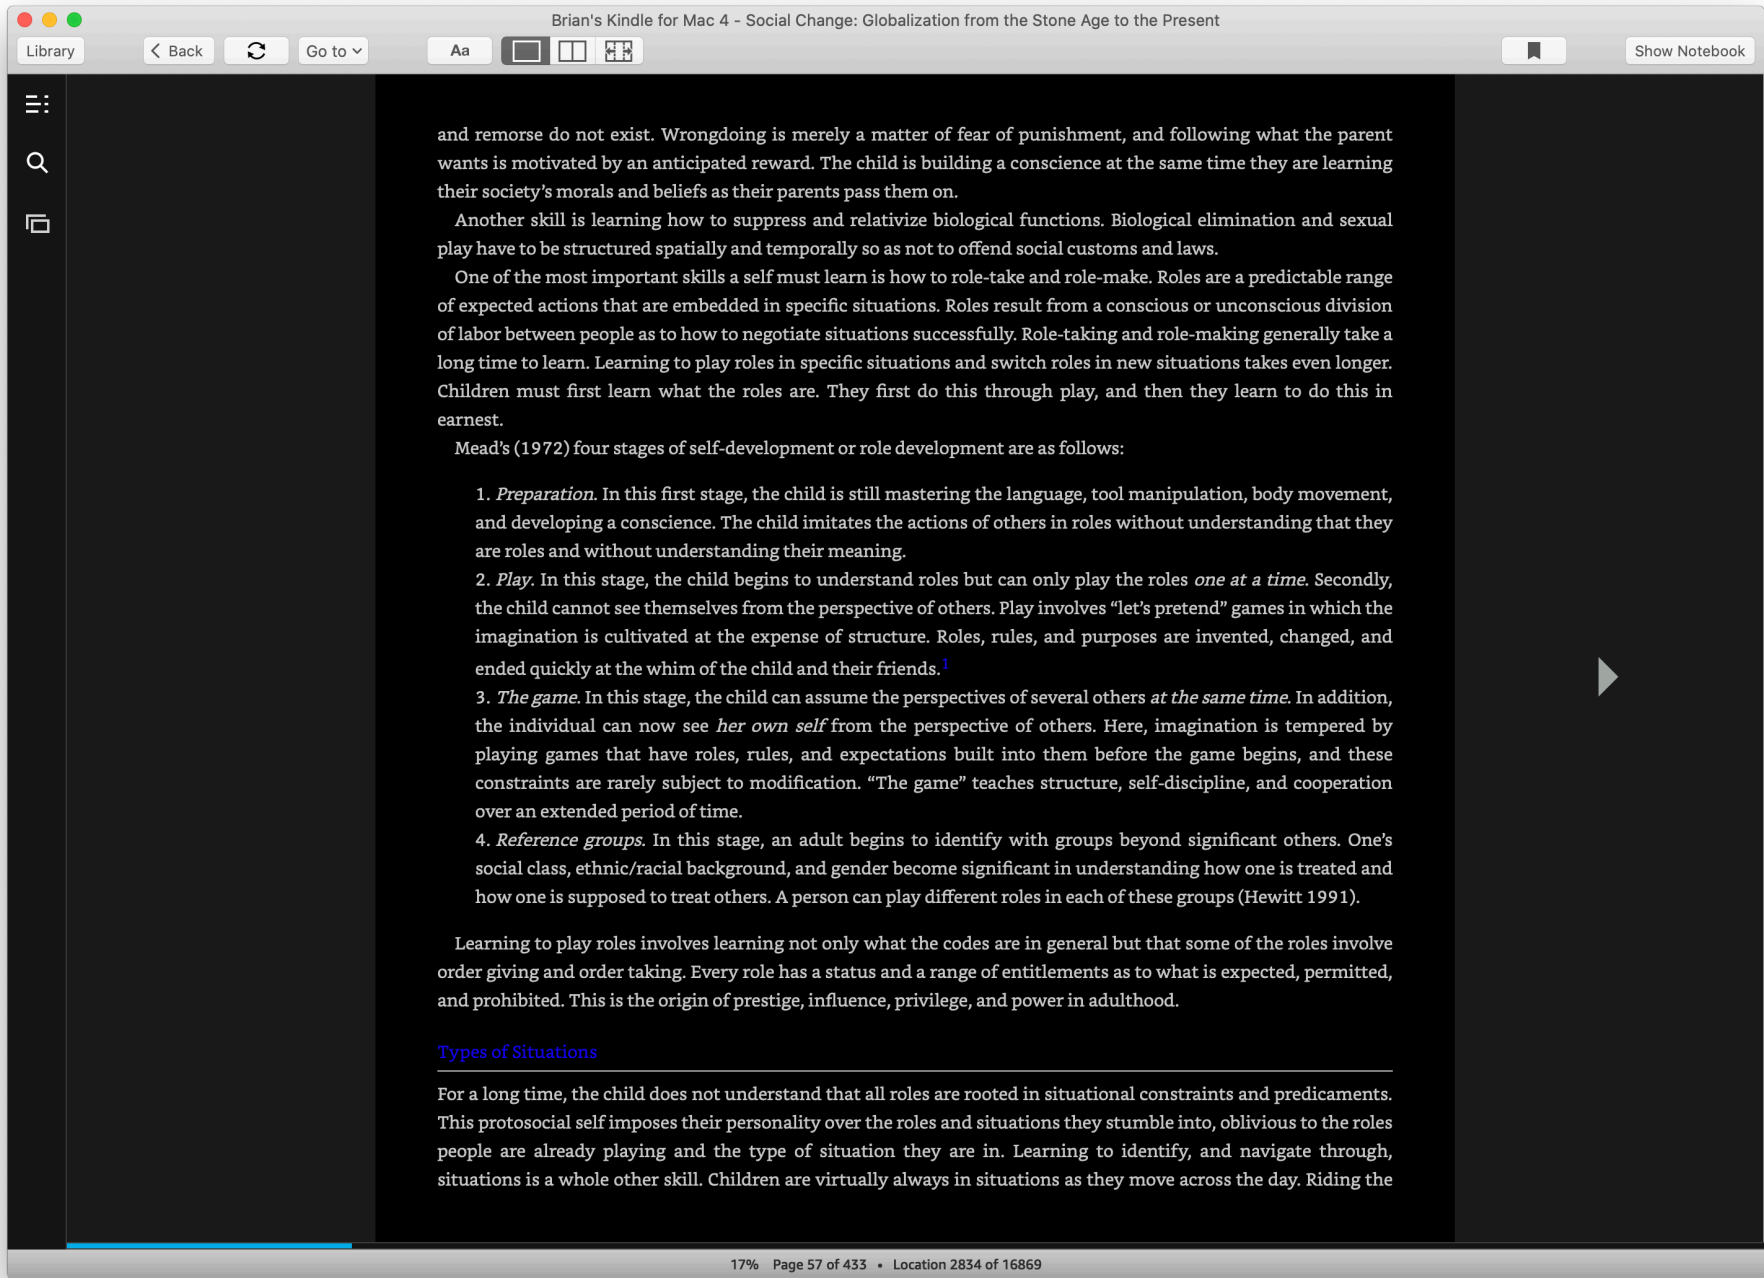 Brian's Kindle for Mac 4 - Social Change: Globalization from the Stone Age to the Present
Library
Back
Go to
Aa
Show Notebook
and remorse do not exist. Wrongdoing is merely a matter of fear of punishment, and following what the parent
wants is motivated by an anticipated reward. The child is building a conscience at the same time they are learning
their society’s morals and beliefs as their parents pass them on.
Another skill is learning how to suppress and relativize biological functions. Biological elimination and sexual
play have to be structured spatially and temporally so as not to offend social customs and laws.
One of the most important skills a self must learn is how to role-take and role-make. Roles are a predictable range
of expected actions that are embedded in specific situations. Roles result from a conscious or unconscious division
of labor between people as to how to negotiate situations successfully. Role-taking and role-making generally take a
long time to learn. Learning to play roles in specific situations and switch roles in new situations takes even longer.
Children must first learn what the roles are. They first do this through play, and then they learn to do this in
earnest.
Mead’s (1972) four stages of self-development or role development are as follows:
1. Preparation. In this first stage, the child is still mastering the language, tool manipulation, body movement,
and developing a conscience. The child imitates the actions of others in roles without understanding that they
are roles and without understanding their meaning.
2. Play. In this stage, the child begins to understand roles but can only play the roles one at a time. Secondly,
the child cannot see themselves from the perspective of others. Play involves “let’s pretend” games in which the
imagination is cultivated at the expense of structure. Roles, rules, and purposes are invented, changed, and
ended quickly at the whim of the child and their friends.1
3. The game. In this stage, the child can assume the perspectives of several others at the same time. In addition,
the individual can now see her own self from the perspective of others. Here, imagination is tempered by
playing games that have roles, rules, and expectations built into them before the game begins, and these
constraints are rarely subject to modification. “The game” teaches structure, self-discipline, and cooperation
over an extended period of time.
4. Reference groups. In this stage, an adult begins to identify with groups beyond significant others. One’s
social class, ethnic/racial background, and gender become significant in understanding how one is treated and
how one is supposed to treat others. A person can play different roles in each of these groups (Hewitt 1991).
Learning to play roles involves learning not only what the codes are in general but that some of the roles involve
order giving and order taking. Every role has a status and a range of entitlements as to what is expected, permitted,
and prohibited. This is the origin of prestige, influence, privilege, and power in adulthood.
Types of Situations
For a long time, the child does not understand that all roles are rooted in situational constraints and predicaments.
This protosocial self imposes their personality over the roles and situations they stumble into, oblivious to the roles
people are already playing and the type of situation they are in. Learning to identify, and navigate through,
situations is a whole other skill. Children are virtually always in situations as they move across the day. Riding the
17% Page 57 of 433 • Location 2834 of 16869